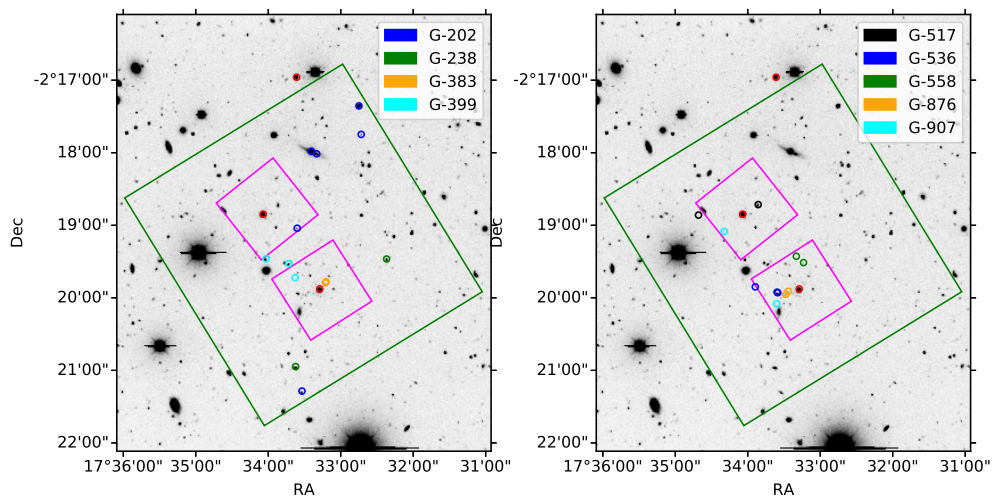 G-202
G-238
G-383
G-399
-2°17'00"
18'00"
19'00"
20'00"
21'00"
22'00"
Dec
17°36'00" 35'00" 34'00" 33'00" 32'00" 31'00"
RA
G-517
G-536
G-558
G-876
G-907
-2°17'00"
18'00"
19'00"
20'00"
21'00"
22'00"
Dec
17°36'00" 35'00" 34'00" 33'00" 32'00" 31'00"
RA